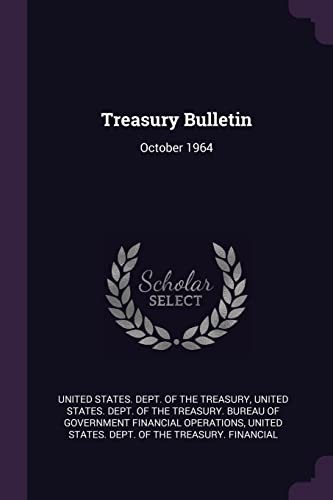 Treasury Bulletin
October 1964
Scholar
SELECT
UNITED STATES. DEPT. OF THE TREASURY, UNITED
STATES. DEPT. OF THE TREASURY. BUREAU OF
GOVERNMENT FINANCIAL OPERATIONS, UNITED
STATES. DEPT. OF THE TREASURY. FINANCIAL